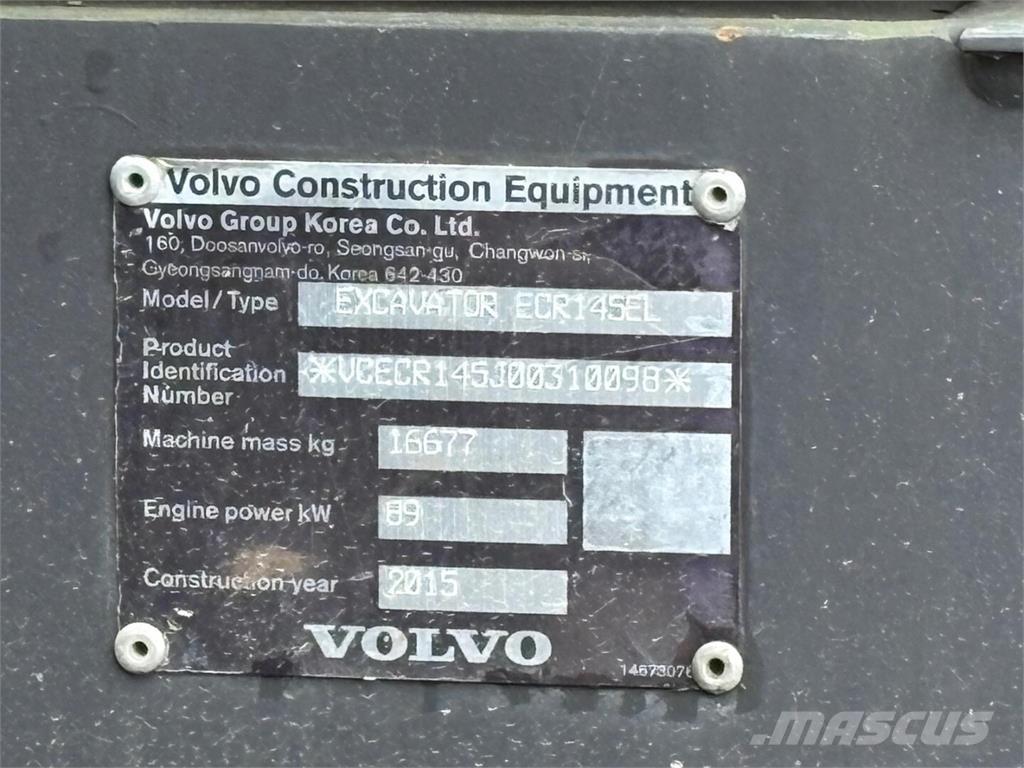 Volvo Construction Equipment
Volvo Group Korea Co. Ltd.
160, Doosanvolvo-ro, Seongsan-gu, Changwon-si,
Gyeongsangnam-do, Korea 642-430
Model/Type EXCAVATOR ECR145EL
Product
Identification *VCECR145J00310098*
Number
Machine mass kg 16677
Engine power kW 89
Construction year 2015
VOLVO
MASCUS